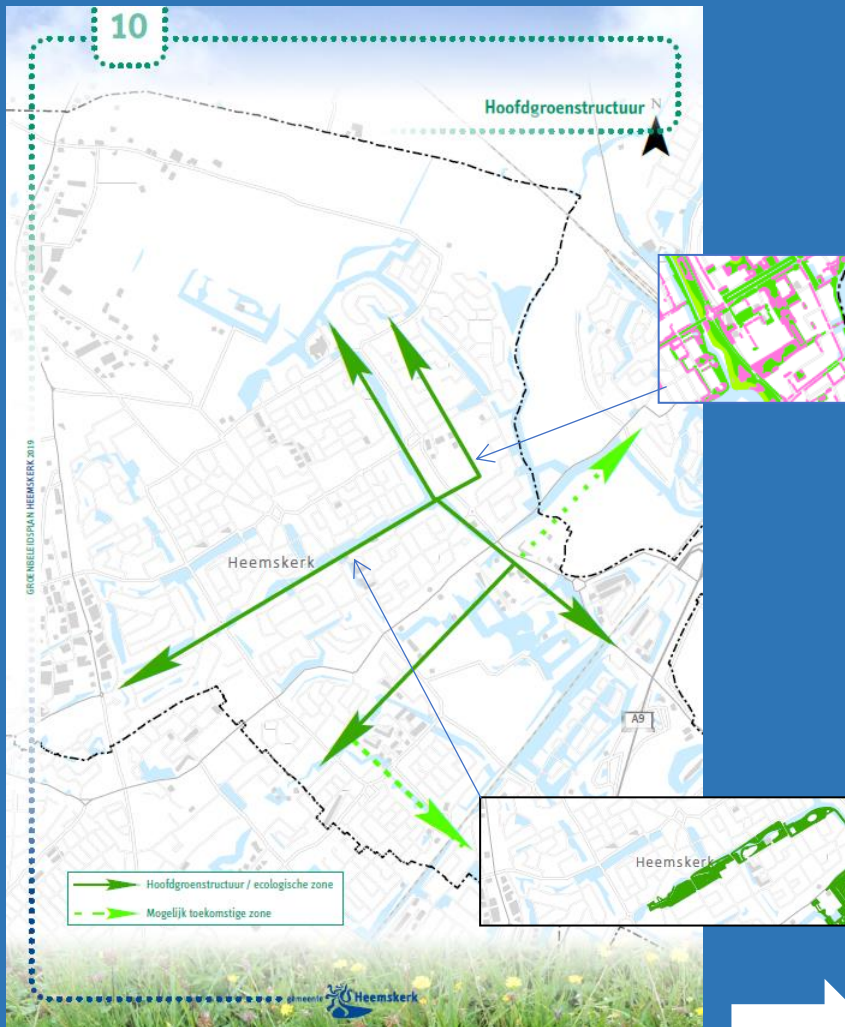 10
Hoofdgroenstructuur
N
GROENBELEIDSPLAN HEEMSKERK 2019
Heemskerk
A9
Heemskerk
Hoofdgroenstructuur / ecologische zone
Mogelijk toekomstige zone
gemeente Heemskerk